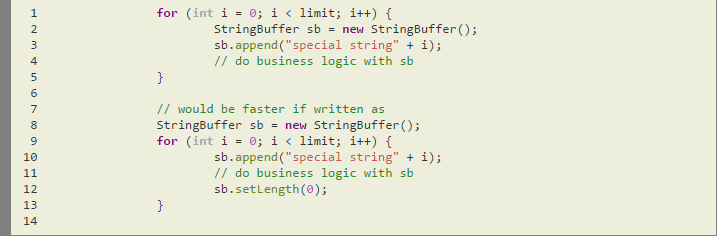 1 for (int i = 0; i < limit; i++) {
2 StringBuffer sb = new StringBuffer();
3 sb.append("special string" + i);
4 // do business logic with sb
5 }
6
7 // would be faster if written as
8 StringBuffer sb = new StringBuffer();
9 for (int i = 0; i < limit; i++) {
10 sb.append("special string" + i);
11 // do business logic with sb
12 sb.setLength(0);
13 }
14